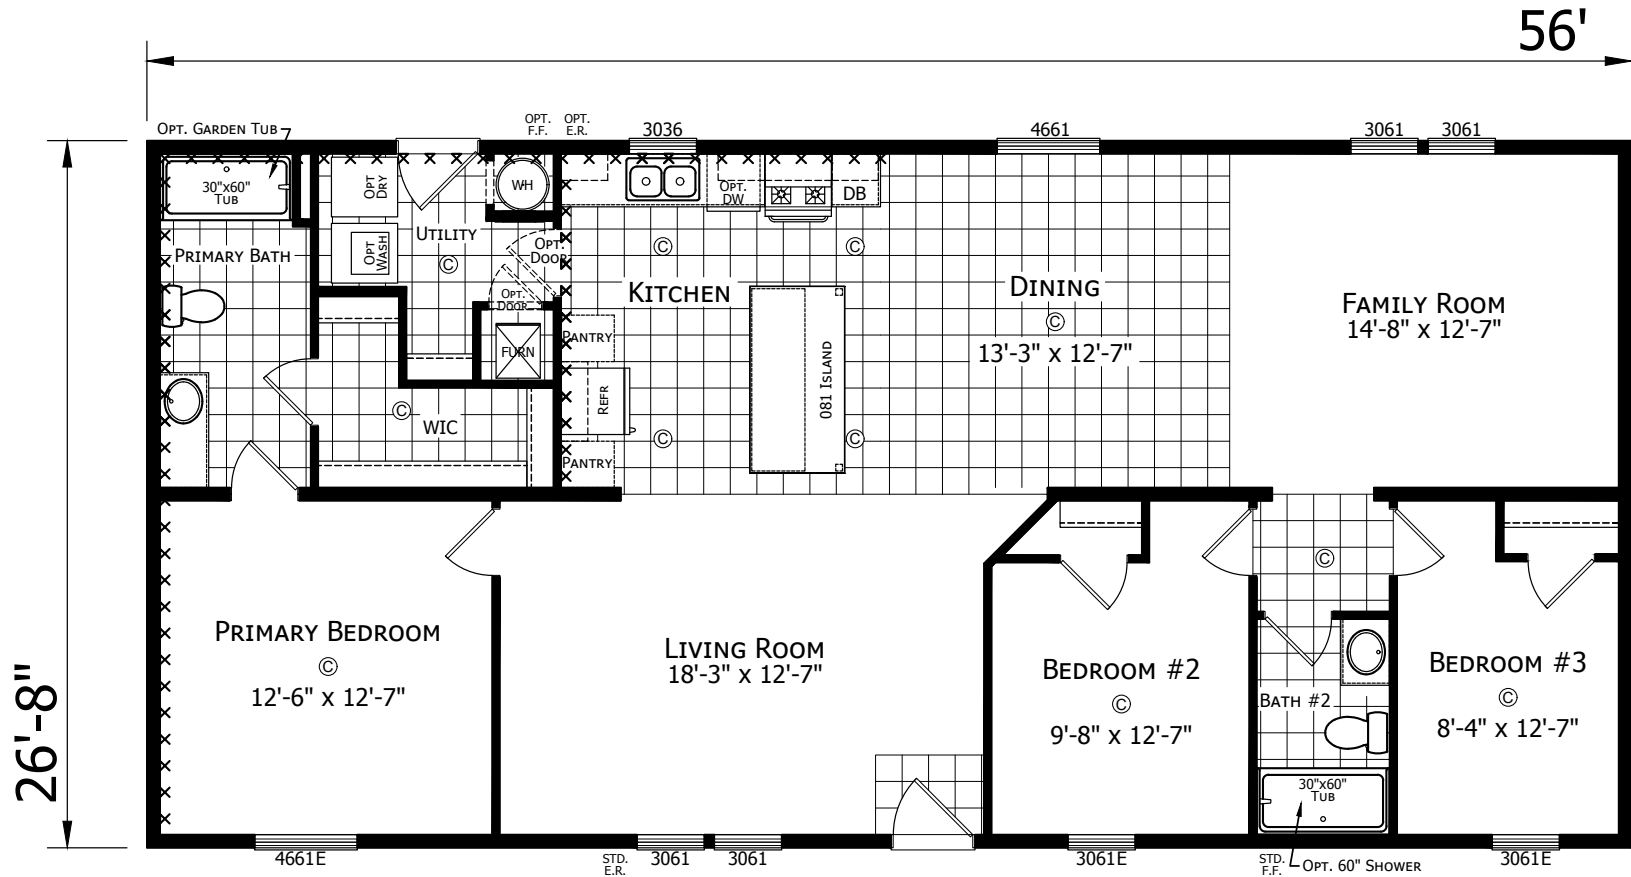 56'
26'-8"
OPT. GARDEN TUB
OPT.
F.F.
OPT.
E.R.
3036
4661
3061
3061
30"x60"
TUB
OPT
DRY
WH
OPT.
DW
DB
OPT
WASH
UTILITY
©
OPT.
DOOR
OPT.
DOOR
PRIMARY BATH
©
©
KITCHEN
DINING
©
13'-3" x 12'-7"
FAMILY ROOM
14'-8" x 12'-7"
PANTRY
FURN
REFR
081 ISLAND
©
WIC
©
©
PANTRY
PRIMARY BEDROOM
©
12'-6" x 12'-7"
LIVING ROOM
18'-3" x 12'-7"
©
BEDROOM #2
©
9'-8" x 12'-7"
BATH #2
BEDROOM #3
©
8'-4" x 12'-7"
30"x60"
TUB
4661E
STD.
E.R.
3061
3061
3061E
STD.
F.F.
OPT. 60" SHOWER
3061E